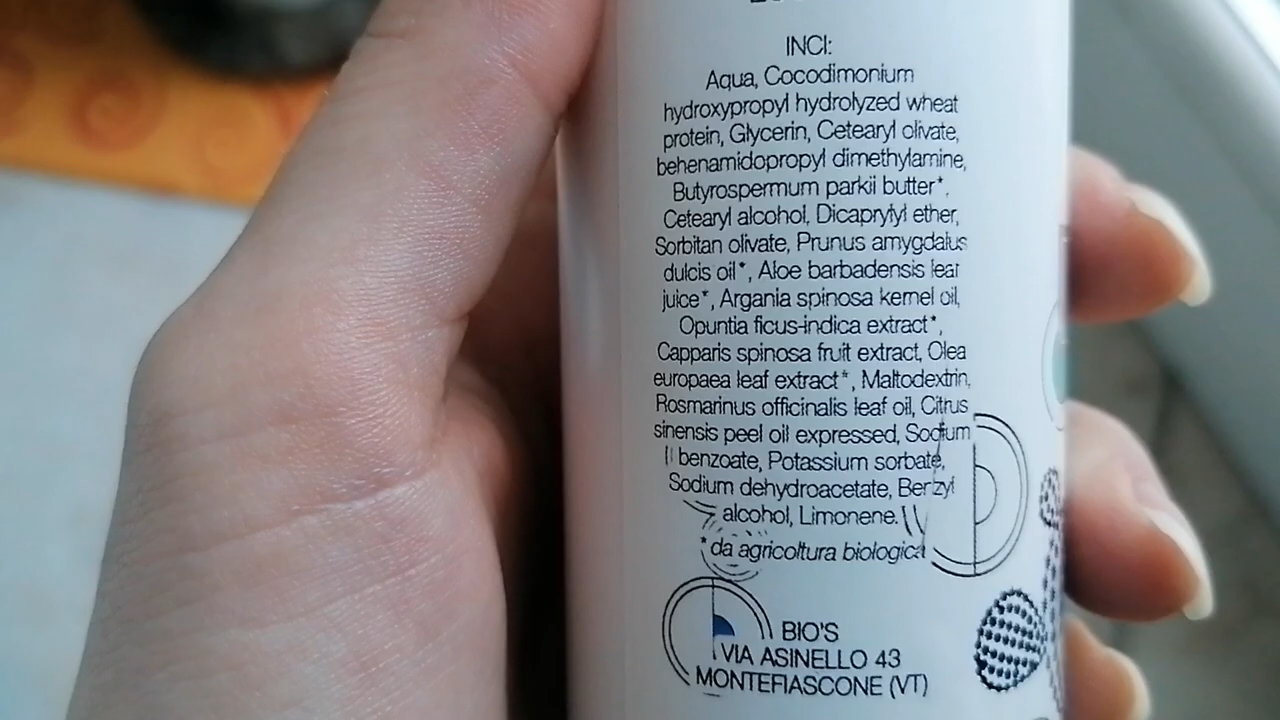 INCI:
Aqua, Cocodimonium
hydroxypropyl hydrolyzed wheat
protein, Glycerin, Cetearyl olivate,
behenamidopropyl dimethylamine,
Butyrospermum parkii butter*,
Cetearyl alcohol, Dicaprylyl ether,
Sorbitan olivate, Prunus amygdalus
dulcis oil*, Aloe barbadensis leaf
juice*, Argania spinosa kernel oil,
Opuntia ficus-indica extract*,
Capparis spinosa fruit extract, Olea
europaea leaf extract*, Maltodextrin,
Rosmarinus officinalis leaf oil, Citrus
sinensis peel oil expressed, Sodium
benzoate, Potassium sorbate,
Sodium dehydroacetate, Benzyl
alcohol, Limonene.
*da agricoltura biologica
BIO'S
VIA ASINELLO 43
MONTEFIASCONE (VT)